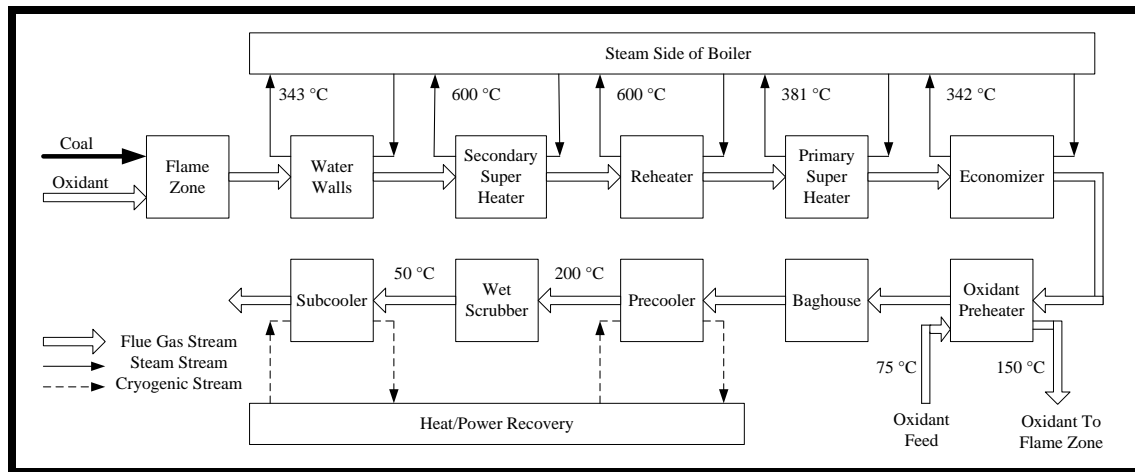 Steam Side of Boiler
343 °C
600 °C
600 °C
381 °C
342 °C
Coal
Oxidant
Flame
Zone
Water
Walls
Secondary
Super
Heater
Reheater
Primary
Super
Heater
Economizer
50 °C
200 °C
Subcooler
Wet
Scrubber
Precooler
Baghouse
Oxidant
Preheater
Flue Gas Stream
Steam Stream
Cryogenic Stream
75 °C
150 °C
Heat/Power Recovery
Oxidant
Feed
Oxidant To
Flame Zone